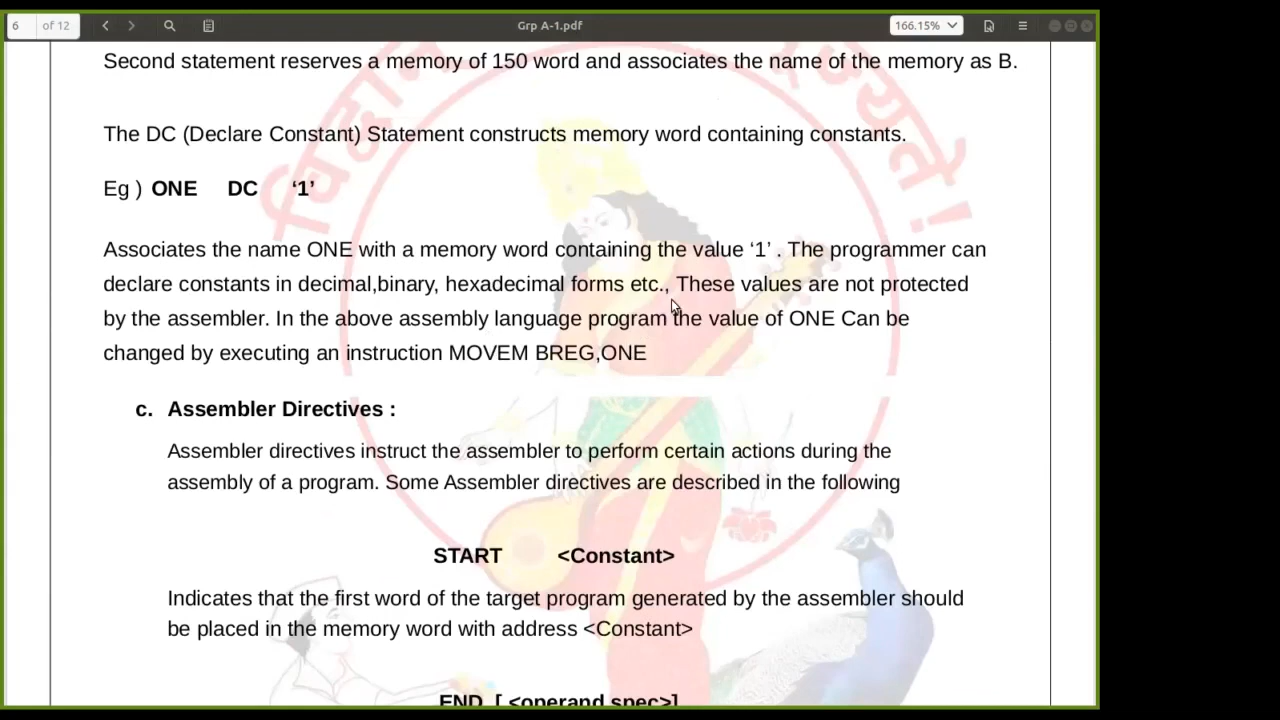 6 of 12
Grp A-1.pdf
166.15%
Second statement reserves a memory of 150 word and associates the name of the memory as B.
The DC (Declare Constant) Statement constructs memory word containing constants.
Eg ) ONE DC ‘1’
Associates the name ONE with a memory word containing the value ‘1’ . The programmer can
declare constants in decimal,binary, hexadecimal forms etc., These values are not protected
by the assembler. In the above assembly language program the value of ONE Can be
changed by executing an instruction MOVEM BREG,ONE
c. Assembler Directives :
Assembler directives instruct the assembler to perform certain actions during the
assembly of a program. Some Assembler directives are described in the following
START <Constant>
Indicates that the first word of the target program generated by the assembler should
be placed in the memory word with address <Constant>
END [ <operand spec>]